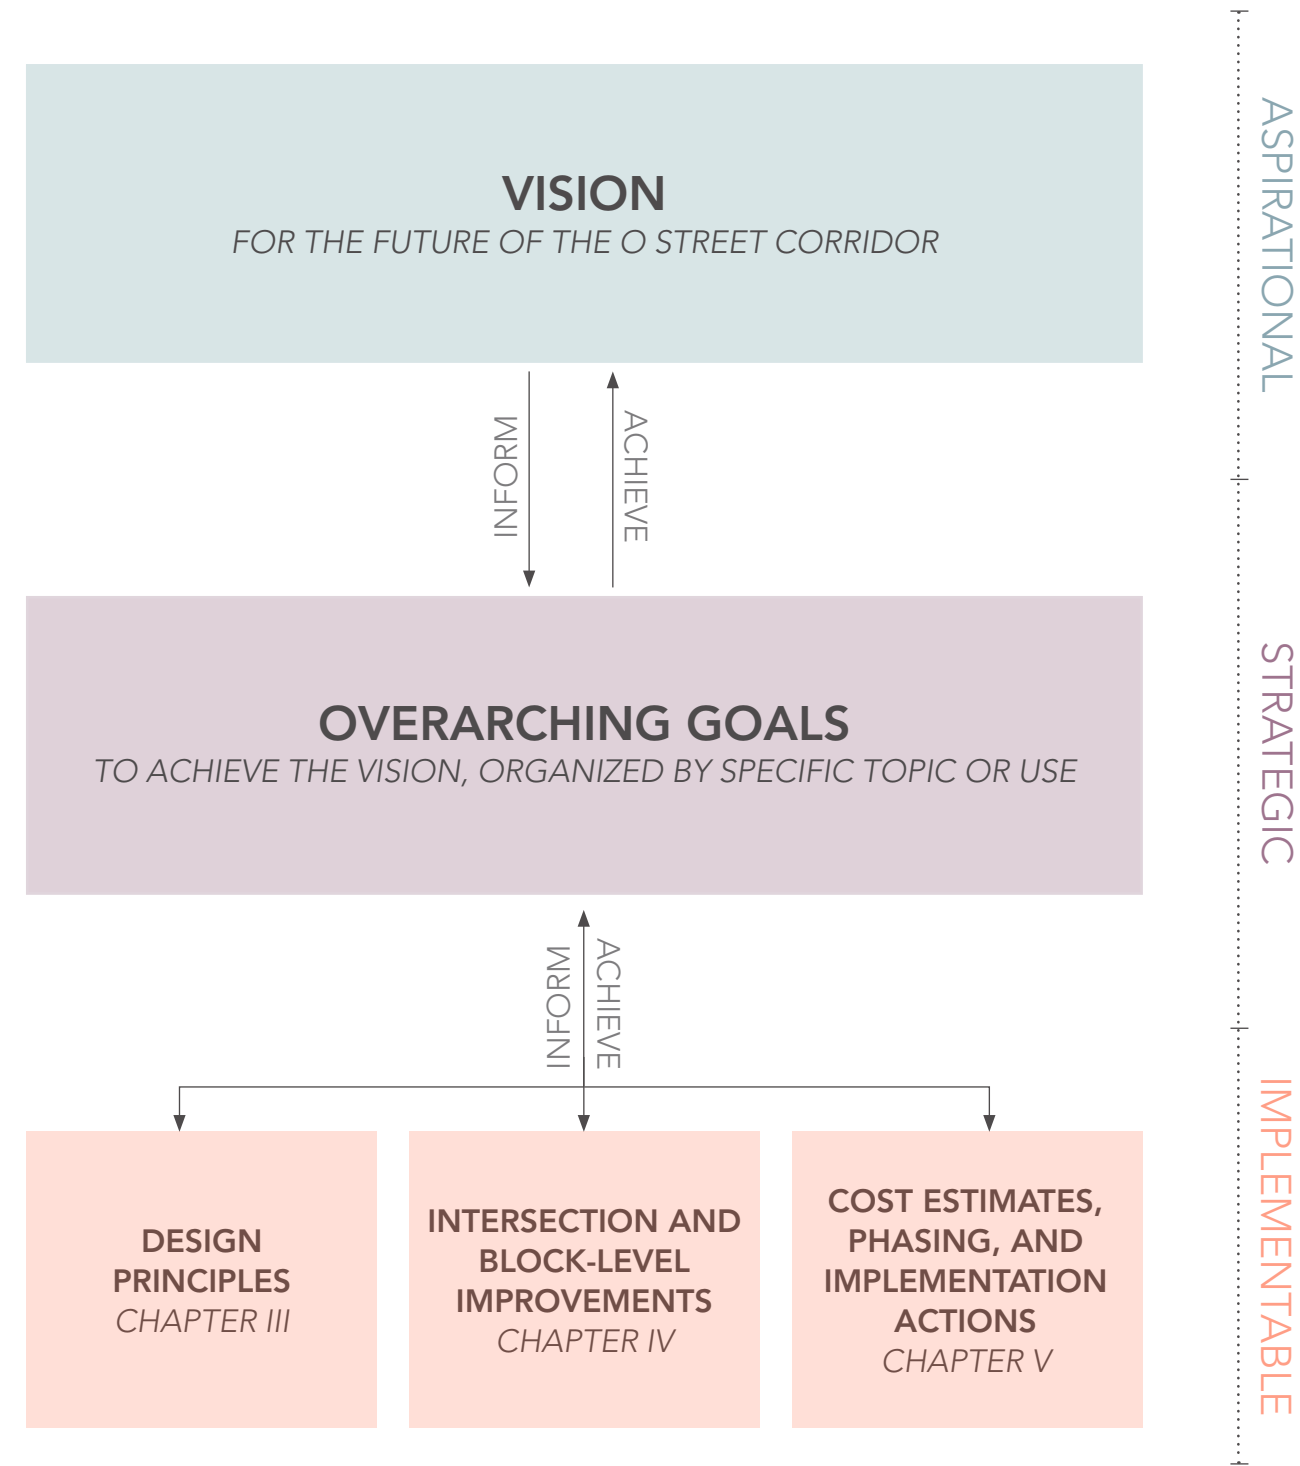 VISION
FOR THE FUTURE OF THE O STREET CORRIDOR
ASPIRATIONAL
INFORM
ACHIEVE
OVERARCHING GOALS
TO ACHIEVE THE VISION, ORGANIZED BY SPECIFIC TOPIC OR USE
STRATEGIC
INFORM
ACHIEVE
DESIGN
PRINCIPLES
CHAPTER III
INTERSECTION AND
BLOCK-LEVEL
IMPROVEMENTS
CHAPTER IV
COST ESTIMATES,
PHASING, AND
IMPLEMENTATION
ACTIONS
CHAPTER V
IMPLEMENTABLE